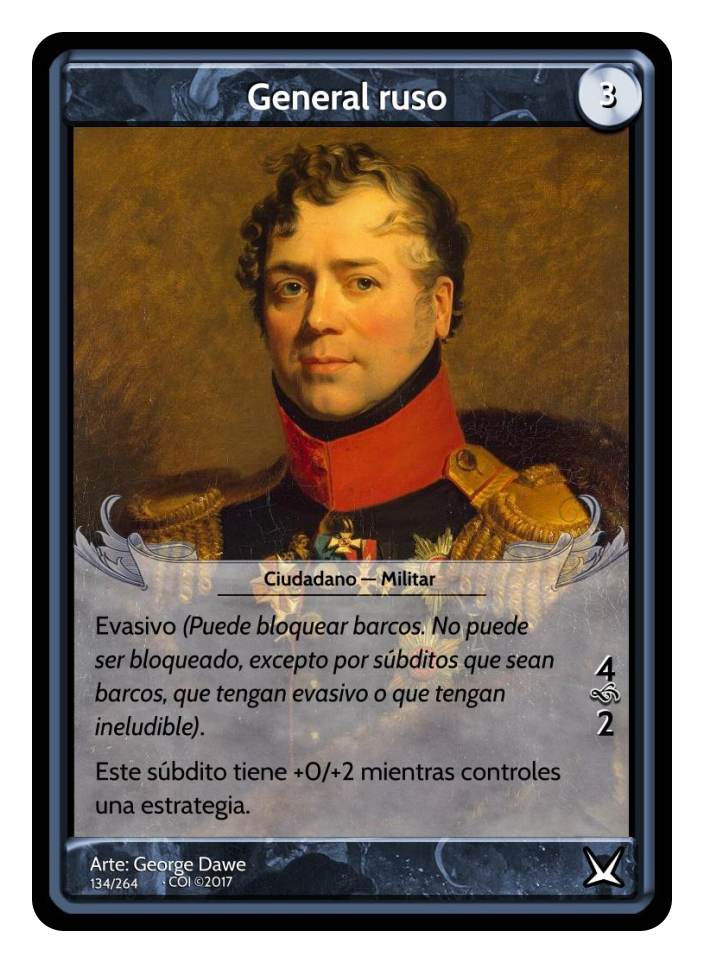 General ruso
3
Ciudadano — Militar
Evasivo (Puede bloquear barcos. No puede
ser bloqueado, excepto por súbditos que sean
barcos, que tengan evasivo o que tengan
ineludible).
4
2
Este súbdito tiene +0/+2 mientras controles
una estrategia.
Arte: George Dawe
134/264 · COI ©2017